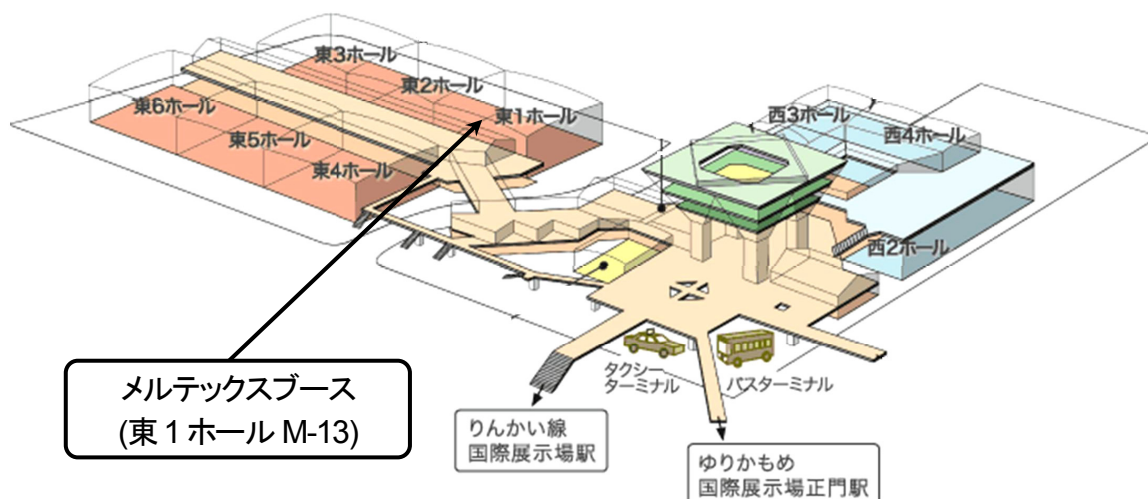 東3ホール
東2ホール
東1ホール
東6ホール
東5ホール
東4ホール
西3ホール
西4ホール
西2ホール
メルテックスブース
(東1ホール M-13)
タクシー
ターミナル
バスターミナル
りんかい線
国際展示場駅
ゆりかもめ
国際展示場正門駅